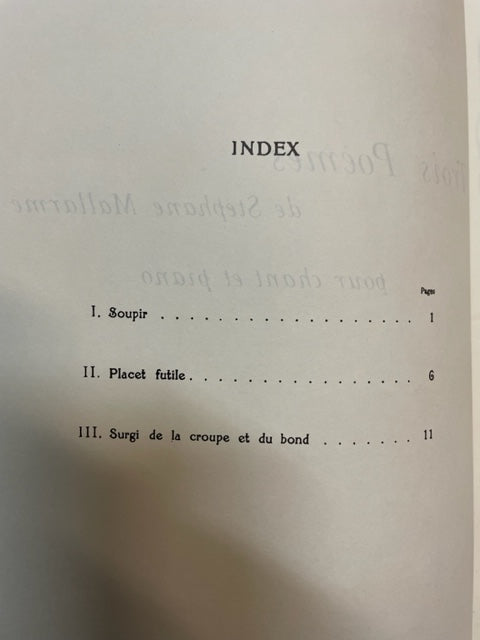 INDEX
Trois Poèmes
de Stephane Mallarmé
pour chant et piano
Pages
I. Soupir . . . . . . . . . . . . . . . . . . 1
II. Placet futile . . . . . . . . . . . . . . . . 6
III. Surgi de la croupe et du bond . . . . . . . 11